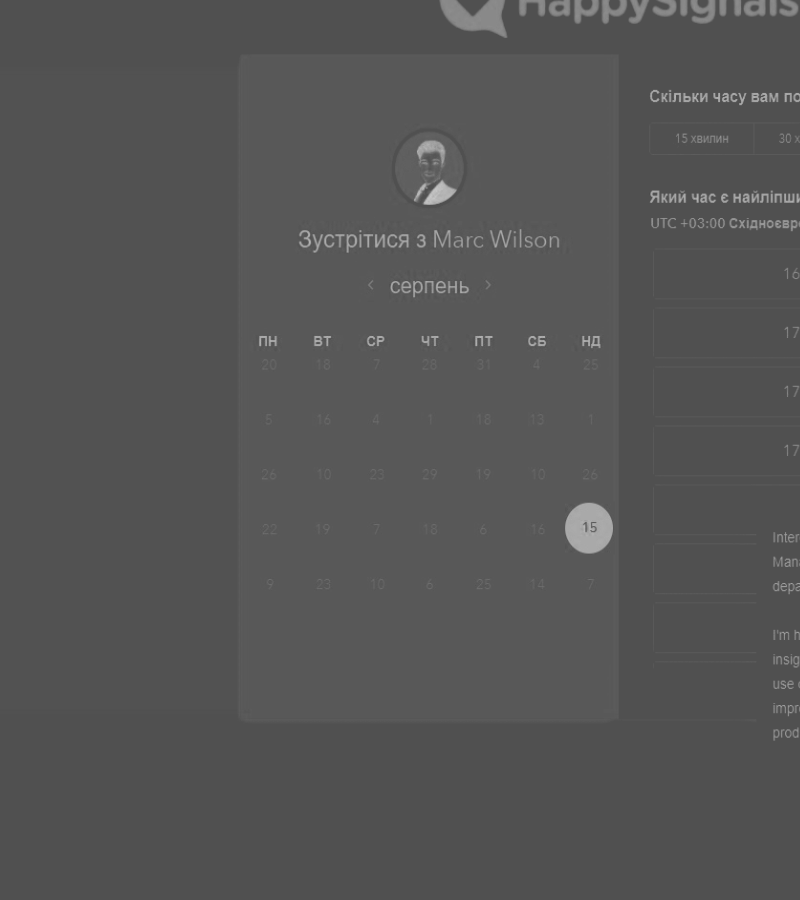 HappySignals
Зустрітися з Marc Wilson
серпень
ПН ВТ СР ЧТ ПТ СБ НД
20 18 7 28 31 4 25
5 16 4 1 18 13 1
26 10 23 29 19 10 26
22 19 7 18 6 16 15
9 23 10 6 25 14 7
Скільки часу вам по
15 хвилин 30 х
Який час є найліпши
UTC +03:00 Східноєвро
16
17
17
17
Inter
Mana
depa
I'm h
insig
use c
impro
prod